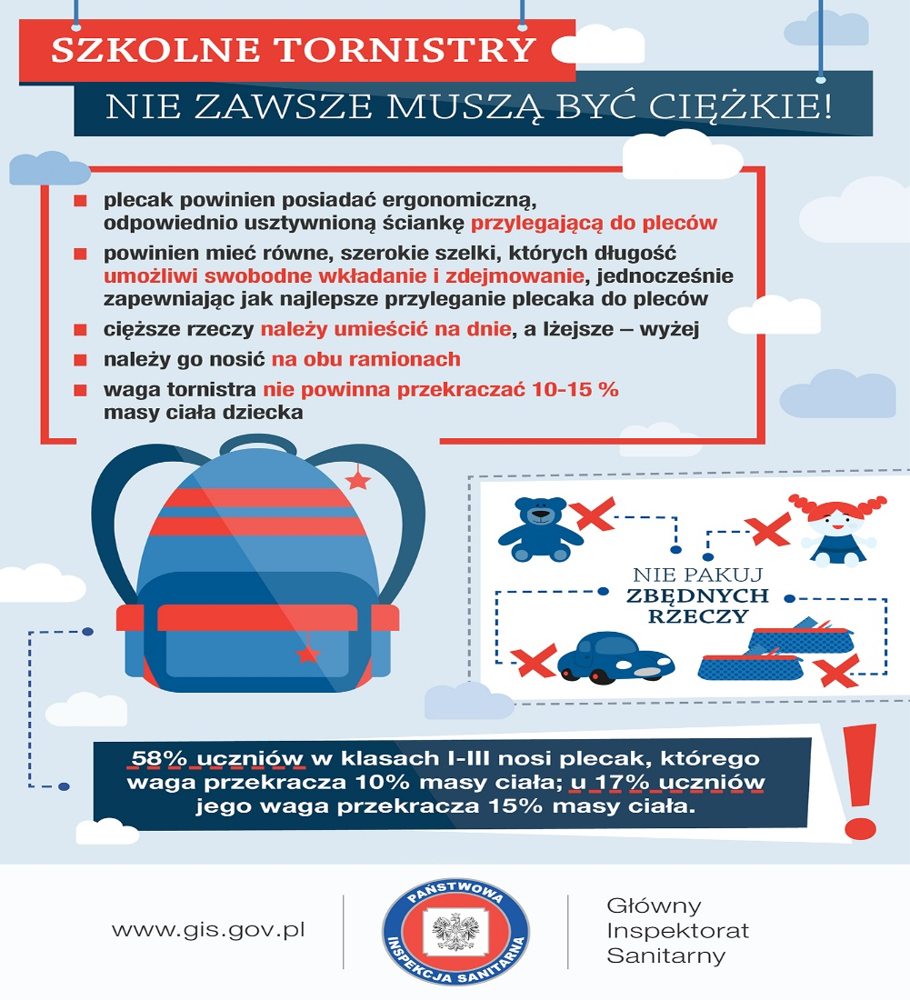 SZKOLNE TORNISTRY
NIE ZAWSZE MUSZĄ BYĆ CIĘŻKIE!
plecak powinien posiadać ergonomiczną,
odpowiednio usztywnioną ściankę przylegającą do pleców
powinien mieć równe, szerokie szelki, których długość
umożliwi swobodne wkładanie i zdejmowanie, jednocześnie
zapewniając jak najlepsze przyleganie plecaka do pleców
cięższe rzeczy należy umieścić na dnie, a lżejsze – wyżej
należy go nosić na obu ramionach
waga tornistra nie powinna przekraczać 10-15 %
masy ciała dziecka
NIE PAKUJ
ZBĘDNYCH
RZECZY
58% uczniów w klasach I-III nosi plecak, którego
waga przekracza 10% masy ciała; u 17% uczniów
jego waga przekracza 15% masy ciała.
!
www.gis.gov.pl
PAŃSTWOWA
INSPEKCJA SANITARNA
Główny
Inspektorat
Sanitarny